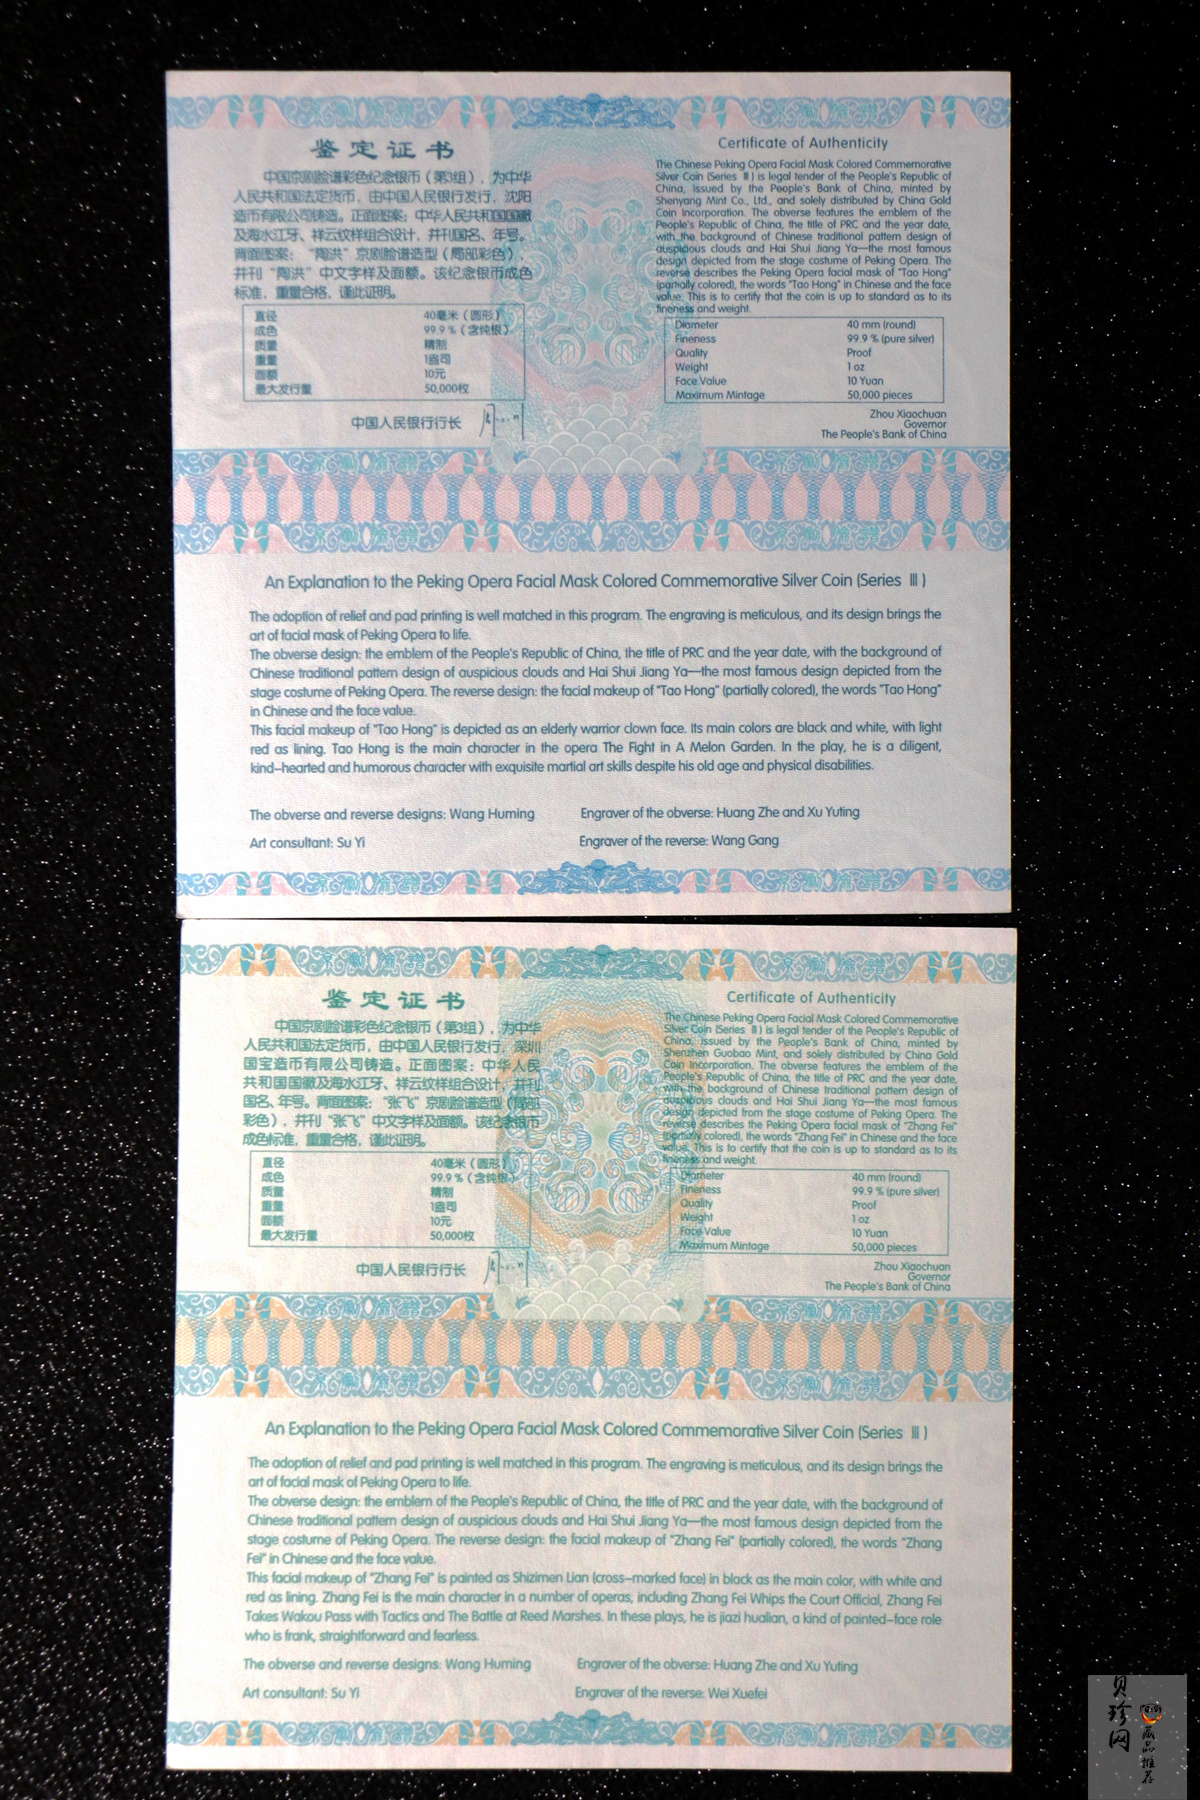 鉴定证书
中国京剧脸谱彩色纪念银币（第3组），为中华
人民共和国法定货币，由中国人民银行发行，沈阳
造币有限公司铸造。正面图案：中华人民共和国国徽
及海水江牙、祥云纹样组合设计，并刊国名、年号。
背面图案：“陶洪”京剧脸谱造型（局部彩色），
并刊“陶洪”中文字样及面额。该纪念银币成色
标准，重量合格，谨此证明。
直径 40毫米（圆形）
成色 99.9％（含纯银）
质量 精制
重量 1盎司
面额 10元
最大发行量 50,000枚
中国人民银行行长
Certificate of Authenticity
The Chinese Peking Opera Facial Mask Colored Commemorative
Silver Coin (Series Ⅲ) is legal tender of the People's Republic of
China, issued by the People's Bank of China, minted by
Shenyang Mint Co., Ltd., and solely distributed by China Gold
Coin Incorporation. The obverse features the emblem of the
People's Republic of China, the title of PRC and the year date,
with the background of Chinese traditional pattern design of
auspicious clouds and Hai Shui Jiang Ya—the most famous
design depicted from the stage costume of Peking Opera. The
reverse describes the Peking Opera facial mask of "Tao Hong"
(partially colored), the words "Tao Hong" in Chinese and the face
value. This is to certify that the coin is up to standard as to its
fineness and weight.
Diameter 40 mm (round)
Fineness 99.9 % (pure silver)
Quality Proof
Weight 1 oz
Face Value 10 Yuan
Maximum Mintage 50,000 pieces
Zhou Xiaochuan
Governor
The People's Bank of China
An Explanation to the Peking Opera Facial Mask Colored Commemorative Silver Coin (Series Ⅲ)
The adoption of relief and pad printing is well matched in this program. The engraving is meticulous, and its design brings the
art of facial mask of Peking Opera to life.
The obverse design: the emblem of the People's Republic of China, the title of PRC and the year date, with the background of
Chinese traditional pattern design of auspicious clouds and Hai Shui Jiang Ya—the most famous design depicted from the
stage costume of Peking Opera. The reverse design: the facial makeup of "Tao Hong" (partially colored), the words "Tao Hong"
in Chinese and the face value.
This facial makeup of "Tao Hong" is depicted as an elderly warrior clown face. Its main colors are black and white, with light
red as lining. Tao Hong is the main character in the opera The Fight in A Melon Garden. In the play, he is a diligent,
kind-hearted and humorous character with exquisite martial art skills despite his old age and physical disabilities.
The obverse and reverse designs: Wang Huming Engraver of the obverse: Huang Zhe and Xu Yuting
Art consultant: Su Yi Engraver of the reverse: Wang Gang
鉴定证书
中国京剧脸谱彩色纪念银币（第3组），为中华
人民共和国法定货币，由中国人民银行发行，深圳
国宝造币有限公司铸造。正面图案：中华人民
共和国国徽及海水江牙、祥云纹样组合设计，并刊
国名、年号。背面图案：“张飞”京剧脸谱造型（局部
彩色），并刊“张飞”中文字样及面额。该纪念银币
成色标准，重量合格，谨此证明。
直径 40毫米（圆形）
成色 99.9％（含纯银）
质量 精制
重量 1盎司
面额 10元
最大发行量 50,000枚
中国人民银行行长
Certificate of Authenticity
The Chinese Peking Opera Facial Mask Colored Commemorative
Silver Coin (Series Ⅲ) is legal tender of the People's Republic of
China, issued by the People's Bank of China, minted by
Shenzhen Guobao Mint, and solely distributed by China Gold
Coin Incorporation. The obverse features the emblem of the
People's Republic of China, the title of PRC and the year date,
with the background of Chinese traditional pattern design of
auspicious clouds and Hai Shui Jiang Ya—the most famous
design depicted from the stage costume of Peking Opera. The
reverse describes the Peking Opera facial mask of "Zhang Fei"
(partially colored), the words "Zhang Fei" in Chinese and the face
value. This is to certify that the coin is up to standard as to its
fineness and weight.
Diameter 40 mm (round)
Fineness 99.9 % (pure silver)
Quality Proof
Weight 1 oz
Face Value 10 Yuan
Maximum Mintage 50,000 pieces
Zhou Xiaochuan
Governor
The People's Bank of China
An Explanation to the Peking Opera Facial Mask Colored Commemorative Silver Coin (Series Ⅲ)
The adoption of relief and pad printing is well matched in this program. The engraving is meticulous, and its design brings the
art of facial mask of Peking Opera to life.
The obverse design: the emblem of the People's Republic of China, the title of PRC and the year date, with the background of
Chinese traditional pattern design of auspicious clouds and Hai Shui Jiang Ya—the most famous design depicted from the
stage costume of Peking Opera. The reverse design: the facial makeup of "Zhang Fei" (partially colored), the words "Zhang
Fei" in Chinese and the face value.
This facial makeup of "Zhang Fei" is painted as Shizimen Lian (cross-marked face) in black as the main color, with white and
red as lining. Zhang Fei is the main character in a number of operas, including Zhang Fei Whips the Court Official, Zhang Fei
Takes Wakou Pass with Tactics and The Battle at Reed Marshes. In these plays, he is jiazi hualian, a kind of painted-face role
who is frank, straightforward and fearless.
The obverse and reverse designs: Wang Huming Engraver of the obverse: Huang Zhe and Xu Yuting
Art consultant: Su Yi Engraver of the reverse: Wei Xuefei
贝珍网
藏品推荐